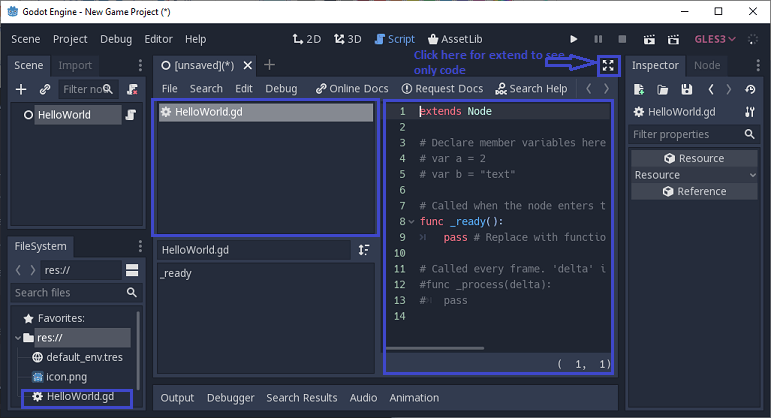 Godot Engine - New Game Project (*)
Scene Project Debug Editor Help
2D 3D Script AssetLib
GLES3
Scene Import
Filter no
HelloWorld
[unsaved](*)
Click here for extend to see
only code
File Search Edit Debug Online Docs Request Docs Search Help
HelloWorld.gd
HelloWorld.gd
_ready
1 extends Node
2
3 # Declare member variables here
4 # var a = 2
5 # var b = "text"
6
7 # Called when the node enters t
8 func _ready():
9 pass # Replace with functio
10
11 # Called every frame. 'delta' i
12 #func _process(delta):
13 # pass
14
( 1, 1)
Inspector Node
HelloWorld.gd
Filter properties
Resource
Resource
Reference
FileSystem
res://
Search files
Favorites:
res://
default_env.tres
icon.png
HelloWorld.gd
Output Debugger Search Results Audio Animation